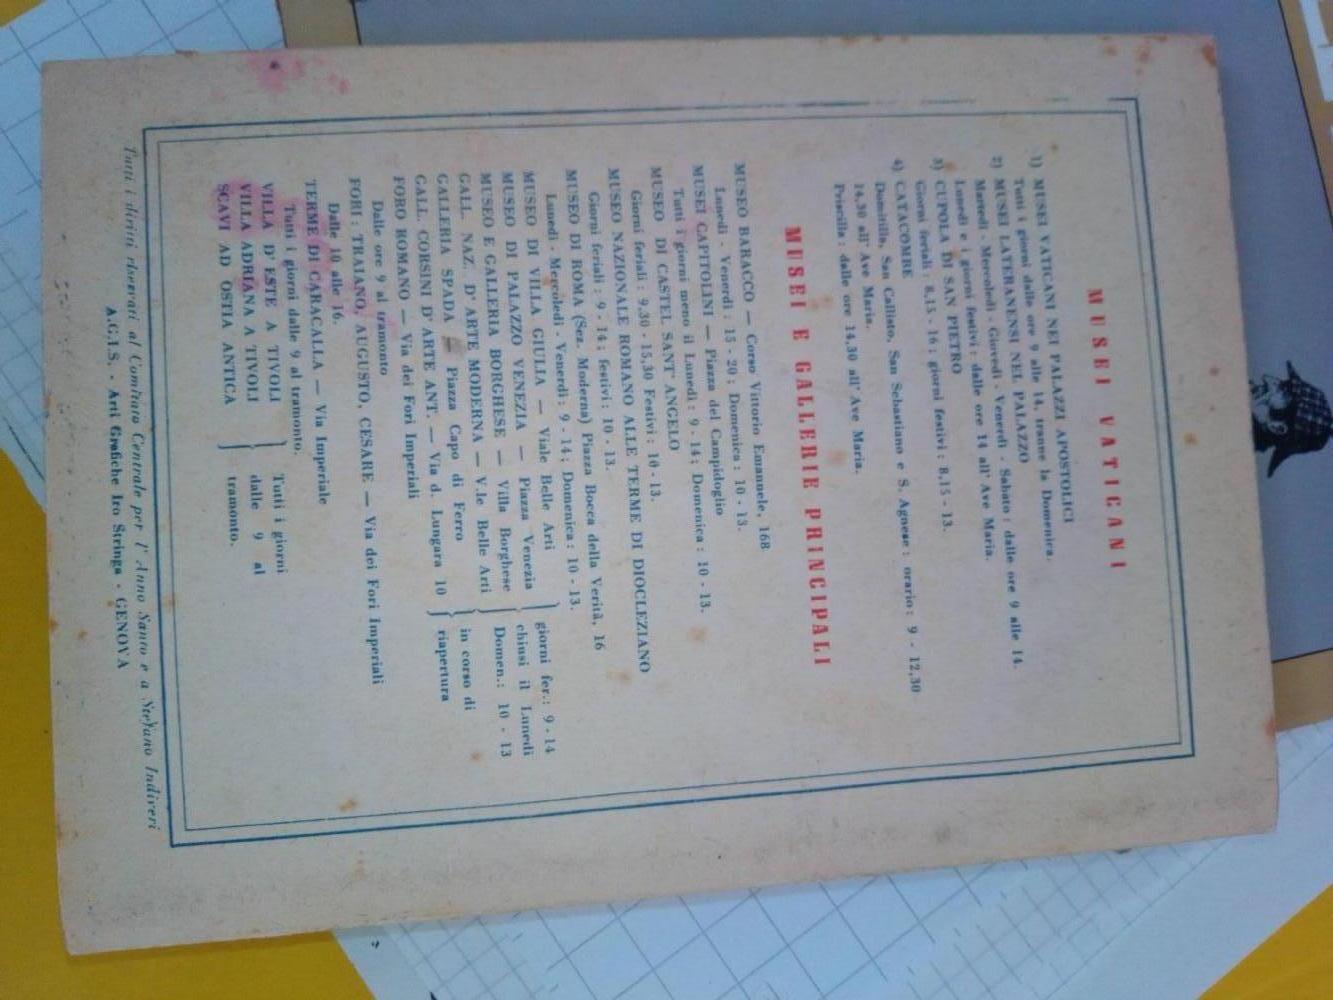 MUSEI VATICANI
1) MUSEI VATICANI NEI PALAZZI APOSTOLICI
Tutti i giorni dalle ore 9 alle 14, tranne la Domenica.
2) MUSEI LATERANENSI NEL PALAZZO
Martedì - Mercoledì - Giovedì - Venerdì - Sabato: dalle ore 9 alle 14.
Lunedì e i giorni festivi: dalle ore 14 all' Ave Maria.
3) CUPOLA DI SAN PIETRO
Giorni feriali: 8,15 - 16; giorni festivi: 8,15 - 13.
4) CATACOMBE
Domitilla, San Callisto, San Sebastiano e S. Agnese: orario: 9 - 12,30
14,30 all' Ave Maria.
Priscilla: dalle ore 14,30 all' Ave Maria.
MUSEI E GALLERIE PRINCIPALI
MUSEO BARACCO — Corso Vittorio Emanuele, 168
Lunedì - Venerdì: 15 - 20; Domenica: 10 - 13.
MUSEI CAPITOLINI — Piazza del Campidoglio
Tutti i giorni meno il Lunedì: 9 - 14; Domenica: 10 - 13.
MUSEO DI CASTEL SANT' ANGELO
Giorni feriali: 9,30 - 15,30 Festivi: 10 - 13.
MUSEO NAZIONALE ROMANO ALLE TERME DI DIOCLEZIANO
Giorni feriali: 9 - 14; festivi: 10 - 13.
MUSEO DI ROMA (Sez. Moderna) Piazza Bocca della Verità, 16
Lunedì - Mercoledì - Venerdì: 9 - 14; Domenica: 10 - 13.
MUSEO DI VILLA GIULIA — Viale Belle Arti } giorni fer.: 9 - 14
MUSEO DI PALAZZO VENEZIA — Piazza Venezia } chiusi il Lunedì
MUSEO E GALLERIA BORGHESE — Villa Borghese } Domen.: 10 - 13
GALL. NAZ. D' ARTE MODERNA — V.le Belle Arti
GALLERIA SPADA — Piazza Capo di Ferro } in corso di
GALL. CORSINI D' ARTE ANT. — Via d. Lungara 10 } riapertura
FORO ROMANO — Via dei Fori Imperiali
Dalle ore 9 al tramonto
FORI: TRAIANO, AUGUSTO, CESARE — Via dei Fori Imperiali
Dalle 10 alle 16.
TERME DI CARACALLA — Via Imperiale
Tutti i giorni dalle 9 al tramonto.
VILLA D' ESTE A TIVOLI } Tutti i giorni
VILLA ADRIANA A TIVOLI } dalle 9 al
SCAVI AD OSTIA ANTICA } tramonto.
Tutti i diritti riservati al Comitato Centrale per l' Anno Santo e a Stefano Indiveri
A.G.I.S. - Arti Grafiche Ico Stringa - GENOVA